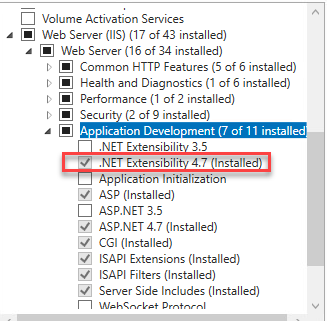 Volume Activation Services
Web Server (IIS) (17 of 43 installed)
Web Server (16 of 34 installed)
Common HTTP Features (5 of 6 installed)
Health and Diagnostics (1 of 6 installed)
Performance (1 of 2 installed)
Security (2 of 9 installed)
Application Development (7 of 11 installed)
.NET Extensibility 3.5
.NET Extensibility 4.7 (Installed)
Application Initialization
ASP (Installed)
ASP.NET 3.5
ASP.NET 4.7 (Installed)
CGI (Installed)
ISAPI Extensions (Installed)
ISAPI Filters (Installed)
Server Side Includes (Installed)
WebSocket Protocol